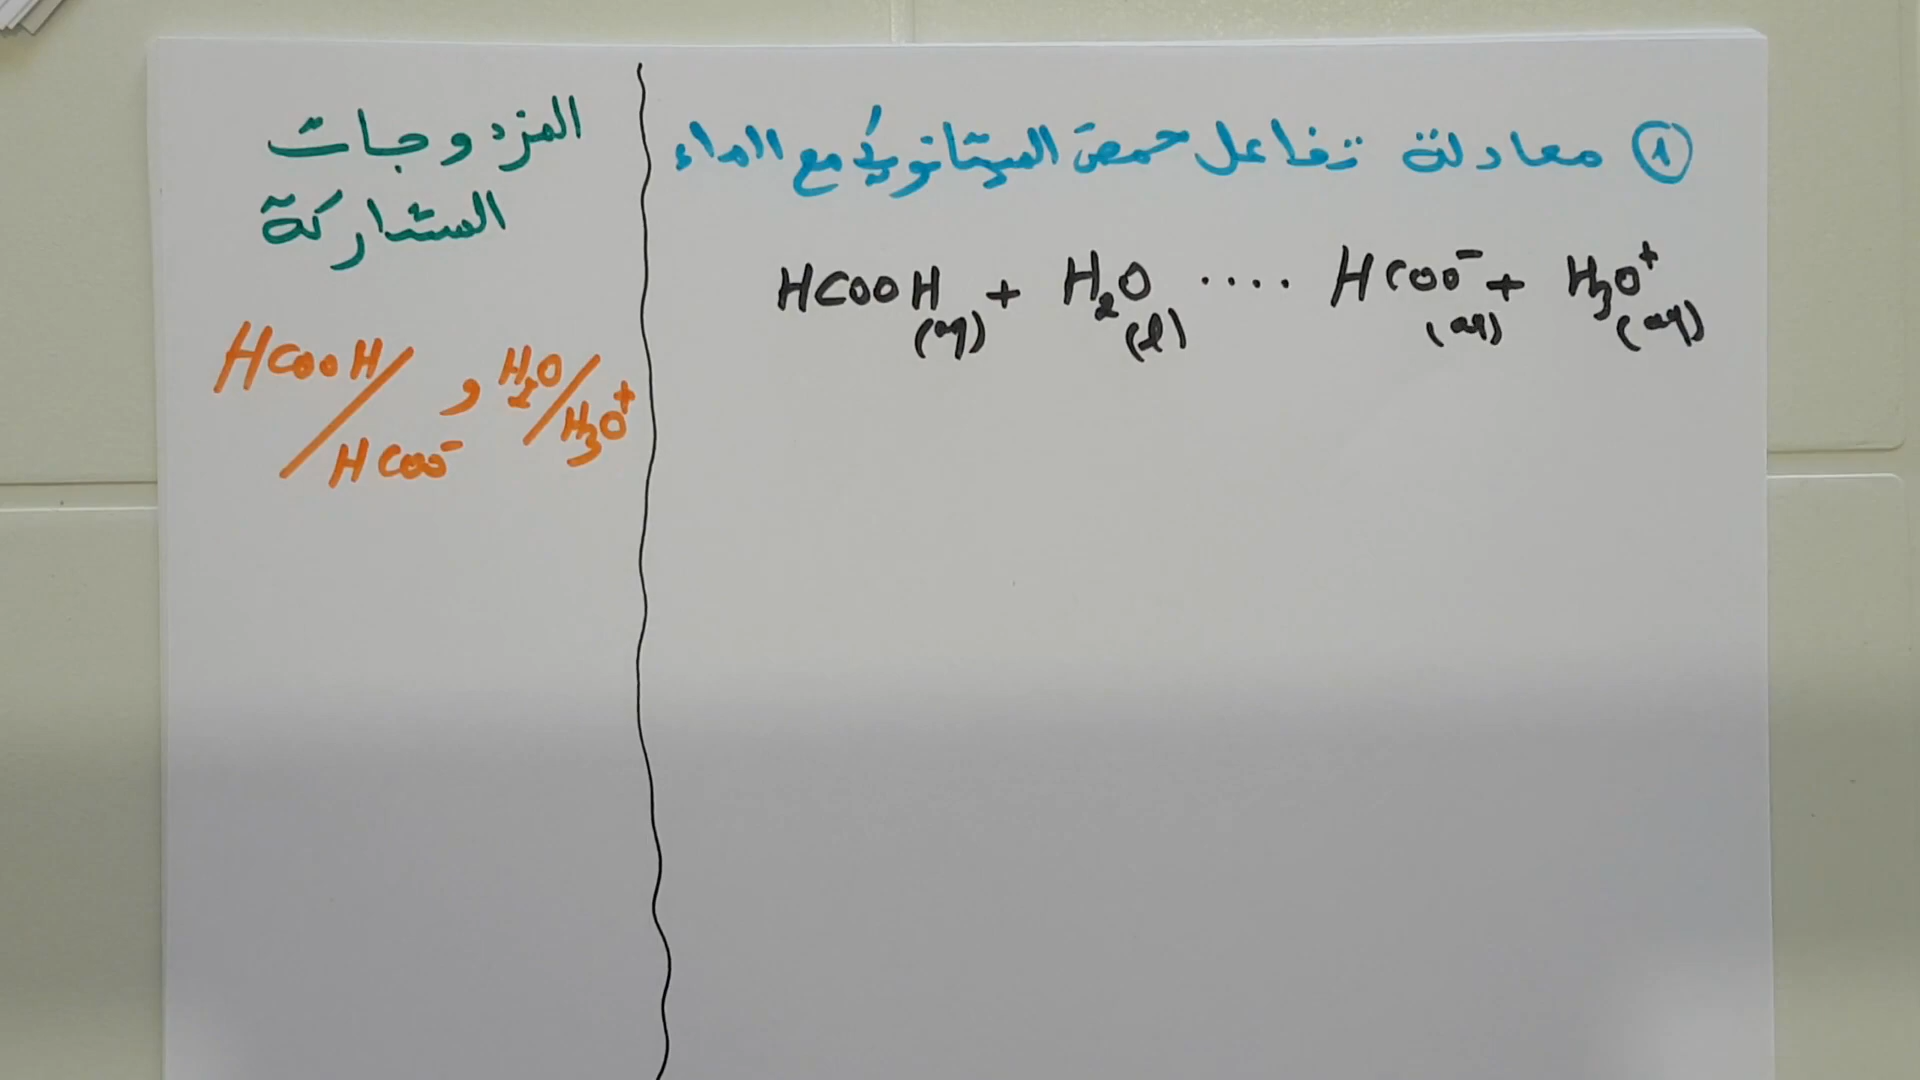 ① معادلة تفاعل حمض الميتانويك مع الماء
HCOOH(aq) + H₂O(l) .... HCOO⁻(aq) + H₃O⁺(aq)
المزدوجات
المشاركة
HCOOH/HCOO⁻ و H₂O/H₃O⁺